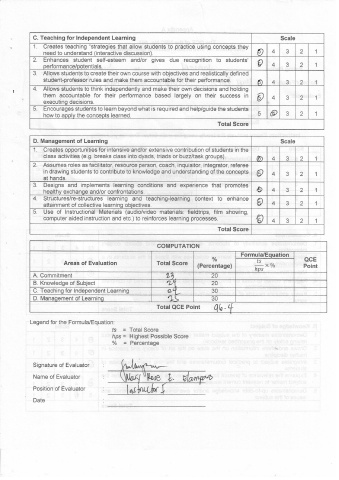 C. Teaching for Independent Learning Scale
1. Creates teaching strategies that allow students to practice using concepts they 5 4 3 2 1
need to understand (interactive discussion).
2. Enhances student self-esteem and/or gives due recognition to students' 5 4 3 2 1
performance/potentials.
3. Allows students to create their own course with objectives and realistically defined 5 4 3 2 1
student-professor rules and make them accountable for their performance.
4. Allows students to think independently and make their own decisions and holding 5 4 3 2 1
them accountable for their performance based largely on their success in
executing decisions.
5. Encourages students to learn beyond what is required and help/guide the students 5 4 3 2 1
how to apply the concepts learned.
Total Score
D. Management of Learning Scale
1. Creates opportunities for intensive and/or extensive contribution of students in the 5 4 3 2 1
class activities (e.g. breaks class into dyads, triads or buzz/task groups).
2. Assumes roles as facilitator, resource person, coach, inquisitor, integrator, referee 5 4 3 2 1
in drawing students to contribute to knowledge and understanding of the concepts
at hands.
3. Designs and implements learning conditions and experience that promotes 5 4 3 2 1
healthy exchange and/or confrontations.
4. Structures/re-structures learning and teaching-learning context to enhance 5 4 3 2 1
attainment of collective learning objectives.
5. Use of Instructional Materials (audio/video materials: fieldtrips, film showing, 5 4 3 2 1
computer aided instruction and etc.) to reinforces learning processes.
Total Score
COMPUTATION
Areas of Evaluation Total Score % (Percentage) Formula/Equation ts/hps × % QCE Point
A. Commitment 23 20
B. Knowledge of Subject 24 20
C. Teaching for Independent Learning 24 30
D. Management of Learning 25 30
Total QCE Point 96.4
Legend for the Formula/Equation:
ts = Total Score
hps = Highest Possible Score
% = Percentage
Signature of Evaluator :
Name of Evaluator : Mary Rose E.
Position of Evaluator : Instructor I
Date :